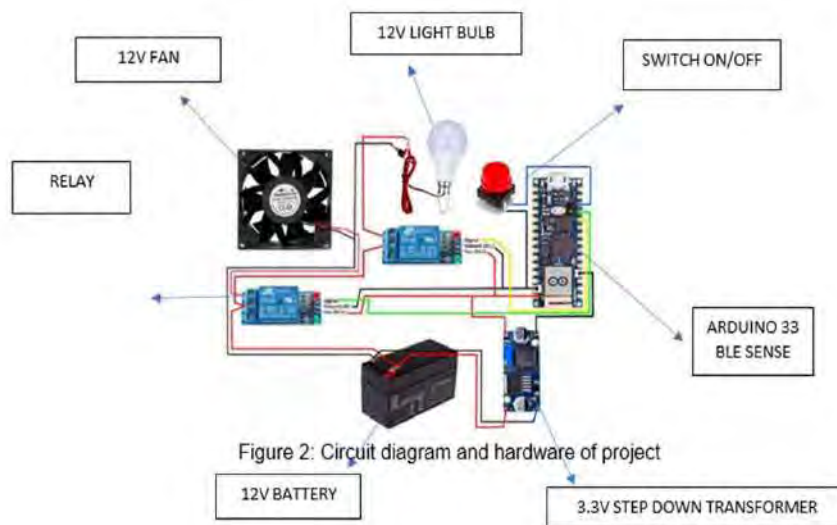 12V LIGHT BULB
12V FAN
SWITCH ON/OFF
RELAY
ARDUINO 33
BLE SENSE
Figure 2: Circuit diagram and hardware of project
12V BATTERY
3.3V STEP DOWN TRANSFORMER